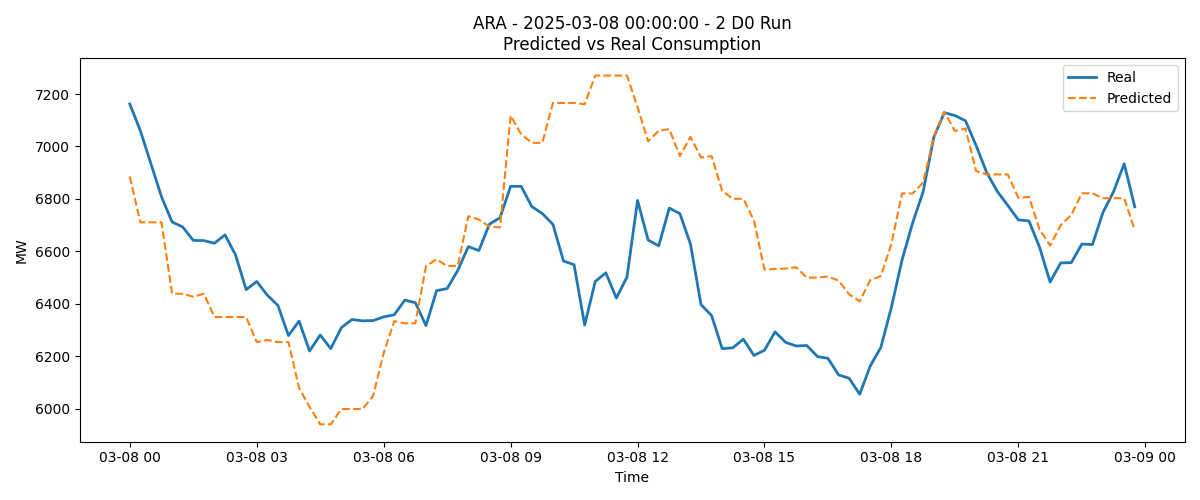 ARA - 2025-03-08 00:00:00 - 2 D0 Run
Predicted vs Real Consumption
Real
Predicted
MW
7200
7000
6800
6600
6400
6200
6000
03-08 00
03-08 03
03-08 06
03-08 09
03-08 12
03-08 15
03-08 18
03-08 21
03-09 00
Time